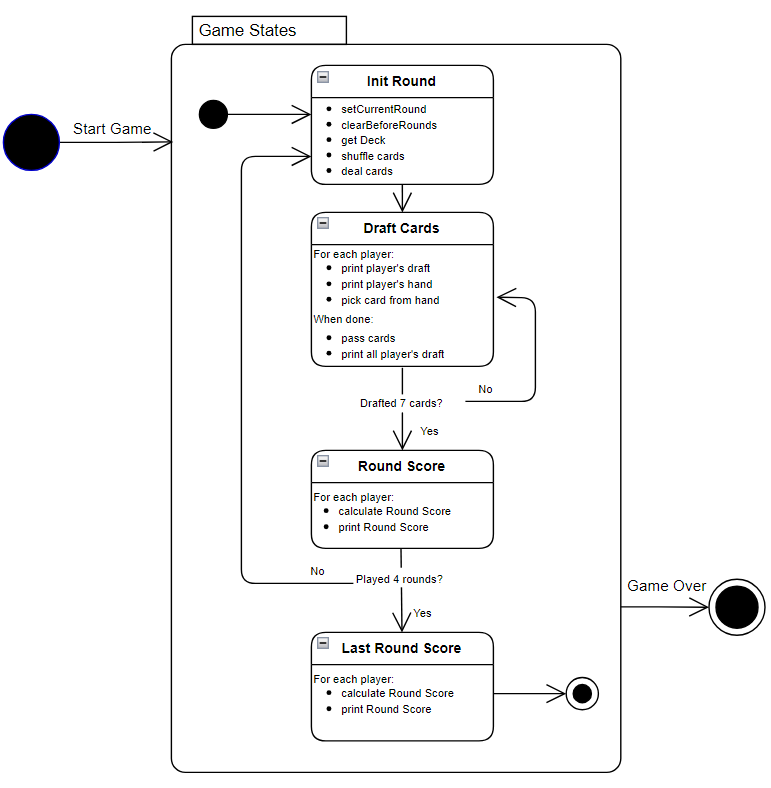 Game States
Init Round
Start Game
setCurrentRound
clearBeforeRounds
get Deck
shuffle cards
deal cards
Draft Cards
For each player:
print player's draft
print player's hand
pick card from hand
When done:
pass cards
print all player's draft
No
Drafted 7 cards?
Yes
Round Score
For each player:
calculate Round Score
print Round Score
No
Played 4 rounds?
Game Over
Yes
Last Round Score
For each player:
calculate Round Score
print Round Score